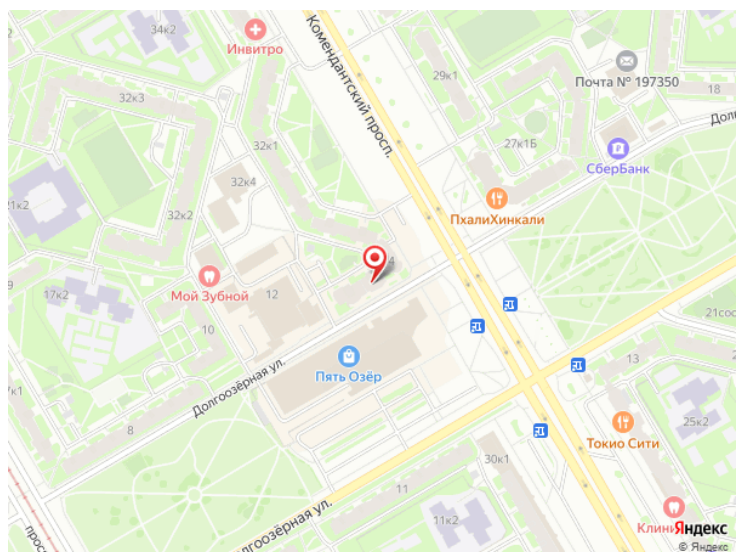 34к2
Инвитро
Комендантский просп.
29к1
Почта № 197350
18
32к3
27к1Б
СберБанк
32к1
32к4
ПхалиХинкали
21к2
32к2
Мой Зубной
12
17к2
10
21соо
Пять Озёр
13
Долгоозёрная ул.
25к2
Токио Сити
8
30к1
11
11к2
Долгоозёрная ул.
Яндекс
© Яндекс